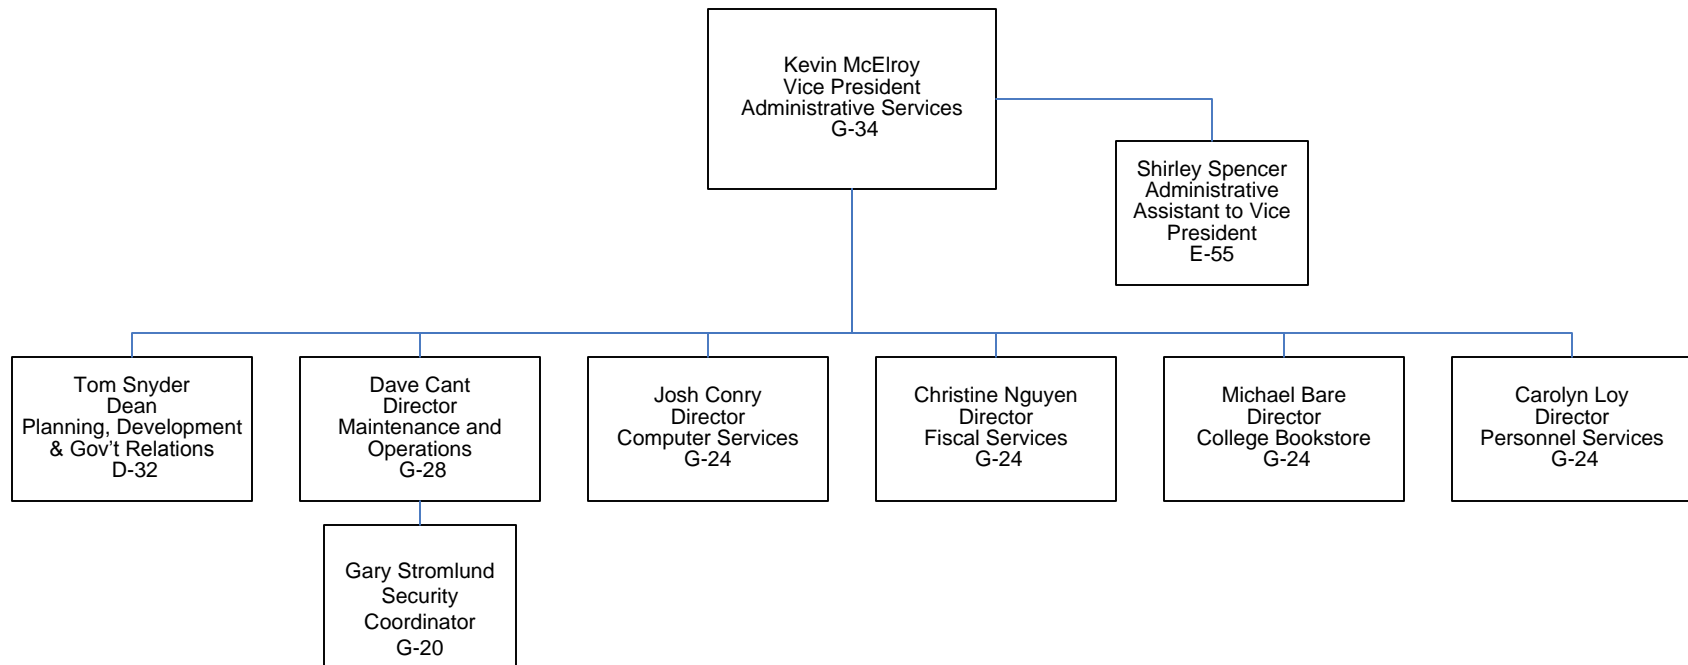 Kevin McElroy
Vice President
Administrative Services
G-34
Shirley Spencer
Administrative
Assistant to Vice
President
E-55
Tom Snyder
Dean
Planning, Development
& Gov’t Relations
D-32
Dave Cant
Director
Maintenance and
Operations
G-28
Josh Conry
Director
Computer Services
G-24
Christine Nguyen
Director
Fiscal Services
G-24
Michael Bare
Director
College Bookstore
G-24
Carolyn Loy
Director
Personnel Services
G-24
Gary Stromlund
Security
Coordinator
G-20